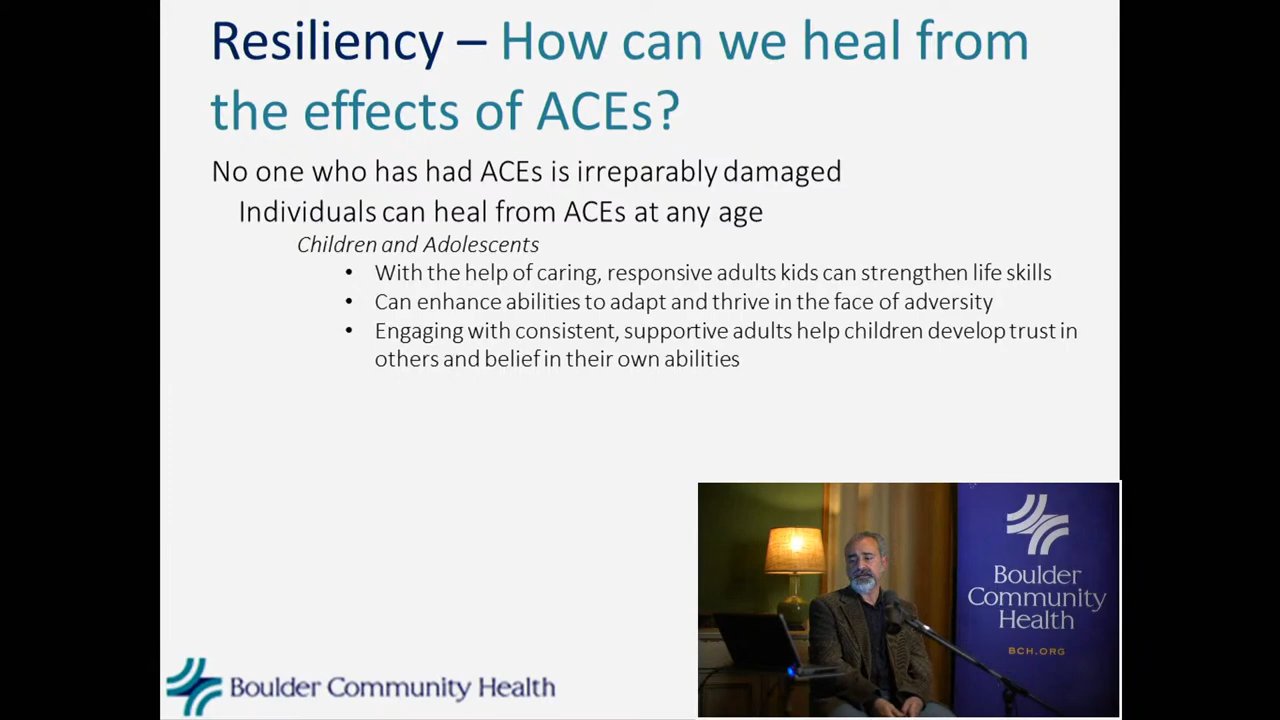 Resiliency – How can we heal from
the effects of ACEs?
No one who has had ACEs is irreparably damaged
Individuals can heal from ACEs at any age
Children and Adolescents
• With the help of caring, responsive adults kids can strengthen life skills
• Can enhance abilities to adapt and thrive in the face of adversity
• Engaging with consistent, supportive adults help children develop trust in
others and belief in their own abilities
Boulder
Community
Health
BCH.ORG
Boulder Community Health